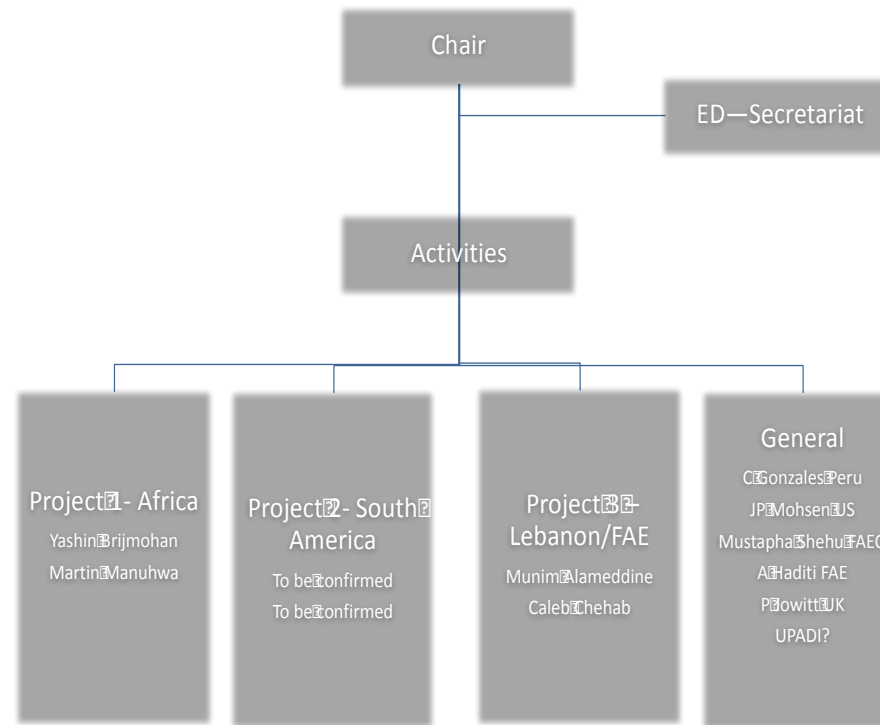 Chair
ED—Secretariat
Activities
Project 1- Africa
Yashin Brijmohan
Martin Manuhwa
Project 2- South
America
To be confirmed
To be confirmed
Project 3 –
Lebanon/FAE
Munim Alameddine
Caleb Chehab
General
C Gonzales Peru
JP Mohsen US
Mustapha Shehu FAEO
A Haditi FAE
P Jowitt UK
UPADI?